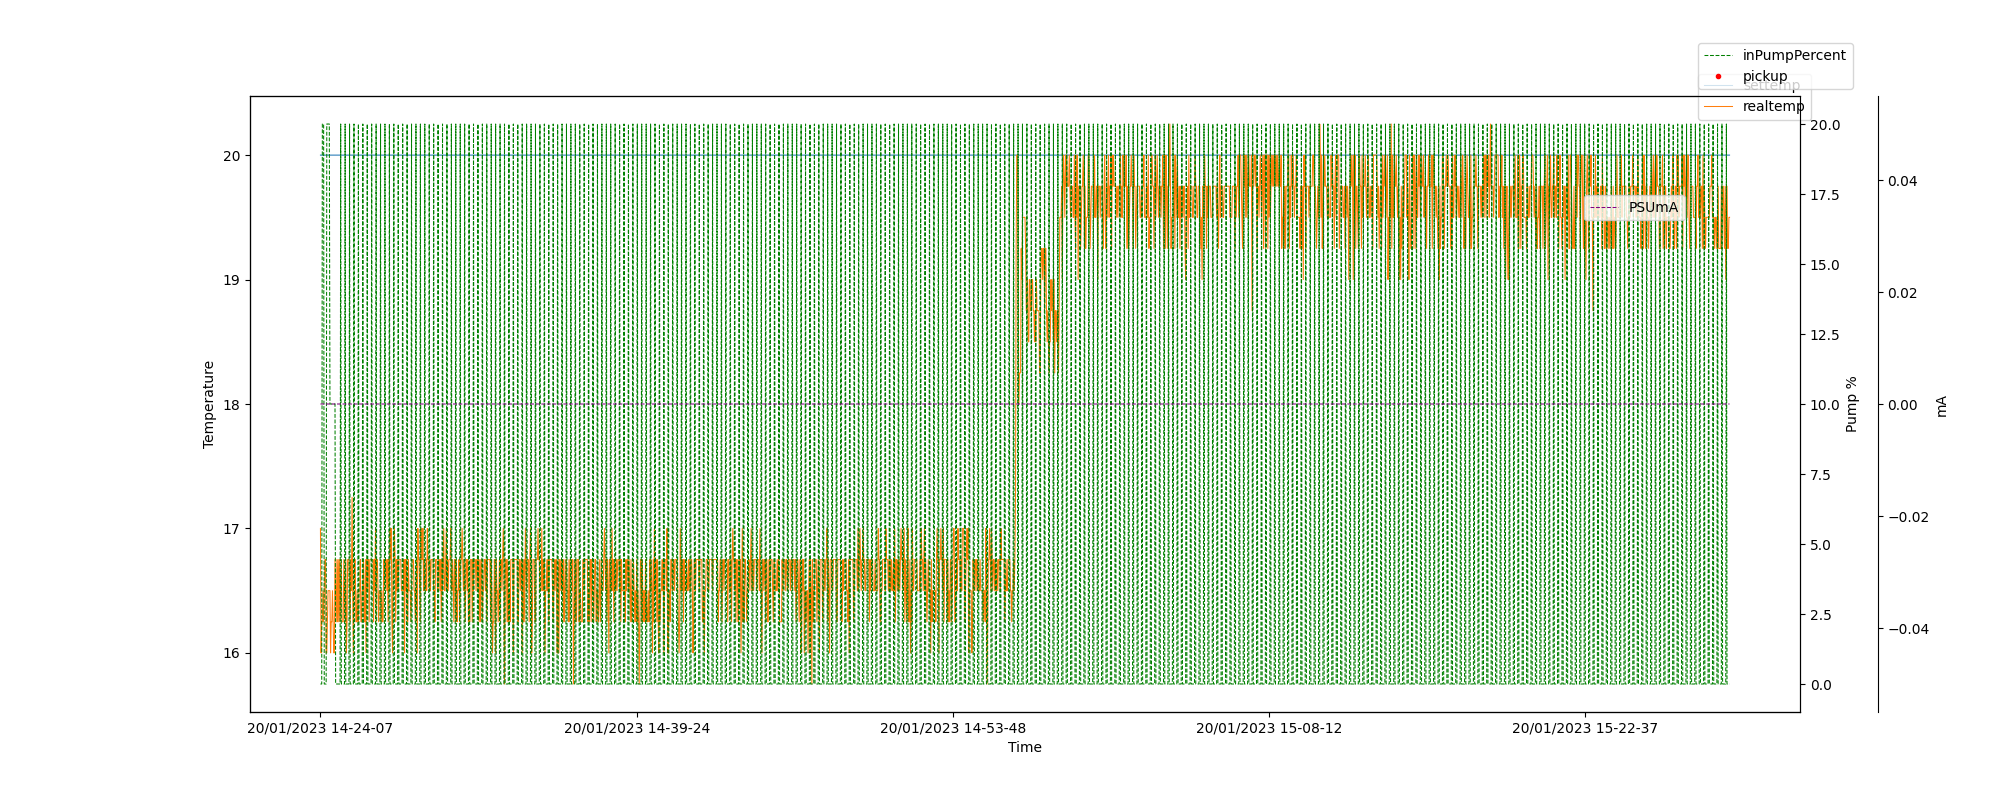 inPumpPercent
pickup
settemp
realtemp
PSUmA
20
19
18
17
16
Temperature
20.0
17.5
15.0
12.5
10.0
7.5
5.0
2.5
0.0
Pump %
0.04
0.02
0.00
−0.02
−0.04
mA
20/01/2023 14-24-07
20/01/2023 14-39-24
20/01/2023 14-53-48
20/01/2023 15-08-12
20/01/2023 15-22-37
Time